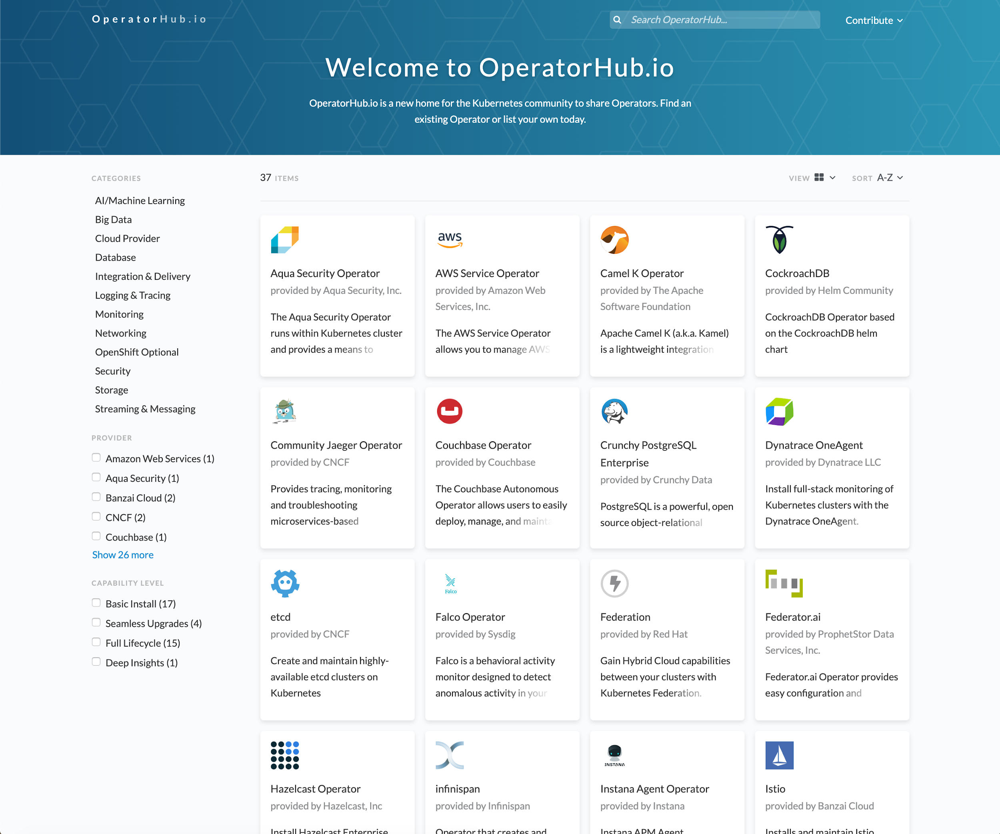 OperatorHub.io
Search OperatorHub...
Contribute
Welcome to OperatorHub.io
OperatorHub.io is a new home for the Kubernetes community to share Operators. Find an
existing Operator or list your own today.
CATEGORIES
AI/Machine Learning
Big Data
Cloud Provider
Database
Integration & Delivery
Logging & Tracing
Monitoring
Networking
OpenShift Optional
Security
Storage
Streaming & Messaging
PROVIDER
Amazon Web Services (1)
Aqua Security (1)
Banzai Cloud (2)
CNCF (2)
Couchbase (1)
Show 26 more
CAPABILITY LEVEL
Basic Install (17)
Seamless Upgrades (4)
Full Lifecycle (15)
Deep Insights (1)
37 ITEMS
VIEW
SORT A-Z
Aqua Security Operator
provided by Aqua Security, Inc.
The Aqua Security Operator
runs within Kubernetes cluster
and provides a means to
aws
AWS Service Operator
provided by Amazon Web
Services, Inc.
The AWS Service Operator
allows you to manage AWS
Camel K Operator
provided by The Apache
Software Foundation
Apache Camel K (a.k.a. Kamel)
is a lightweight integration
CockroachDB
provided by Helm Community
CockroachDB Operator based
on the CockroachDB helm
chart
Community Jaeger Operator
provided by CNCF
Provides tracing, monitoring
and troubleshooting
microservices-based
Couchbase Operator
provided by Couchbase
The Couchbase Autonomous
Operator allows users to easily
deploy, manage, and mainta
Crunchy PostgreSQL
Enterprise
provided by Crunchy Data
PostgreSQL is a powerful, open
source object-relational
Dynatrace OneAgent
provided by Dynatrace LLC
Install full-stack monitoring of
Kubernetes clusters with the
Dynatrace OneAgent.
etcd
provided by CNCF
Create and maintain highly-
available etcd clusters on
Kubernetes
Falco
Falco Operator
provided by Sysdig
Falco is a behavioral activity
monitor designed to detect
anomalous activity in your
Federation
provided by Red Hat
Gain Hybrid Cloud capabilities
between your clusters with
Kubernetes Federation.
Federator.ai
provided by ProphetStor Data
Services, Inc.
Federator.ai Operator provides
easy configuration and
Hazelcast Operator
provided by Hazelcast, Inc
Install Hazelcast Enterprise
infinispan
provided by Infinispan
Operator that creates and
INSTANA
Instana Agent Operator
provided by Instana
Instana APM Agent
Istio
provided by Banzai Cloud
Installs and maintain Istio